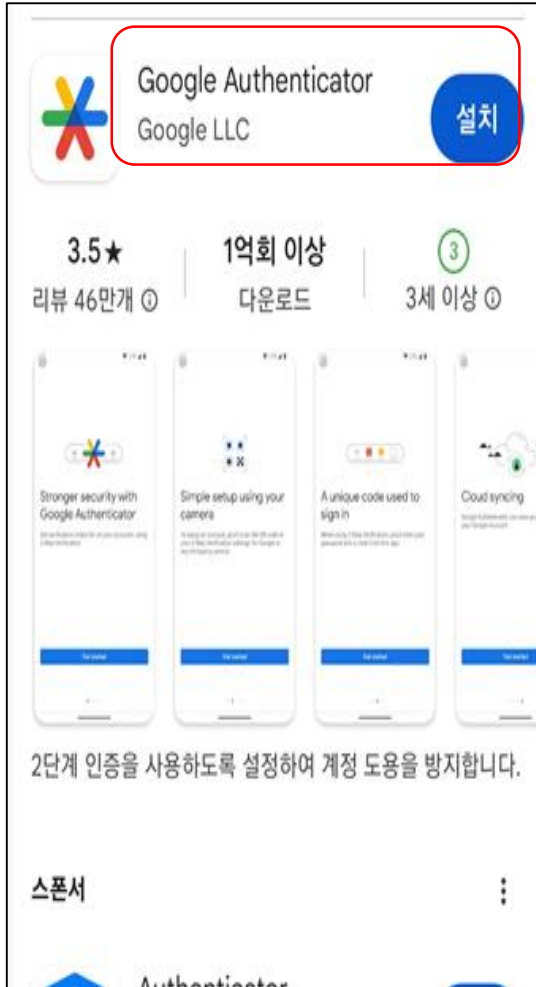 Google Authenticator
Google LLC
설치
3.5★
1억회 이상
3
리뷰 46만개 ⓘ
다운로드
3세 이상 ⓘ
Stronger security with
Google Authenticator
Simple setup using your
camera
A unique code used to
sign in
Cloud syncing
2단계 인증을 사용하도록 설정하여 계정 도용을 방지합니다.
스폰서
Authenticator